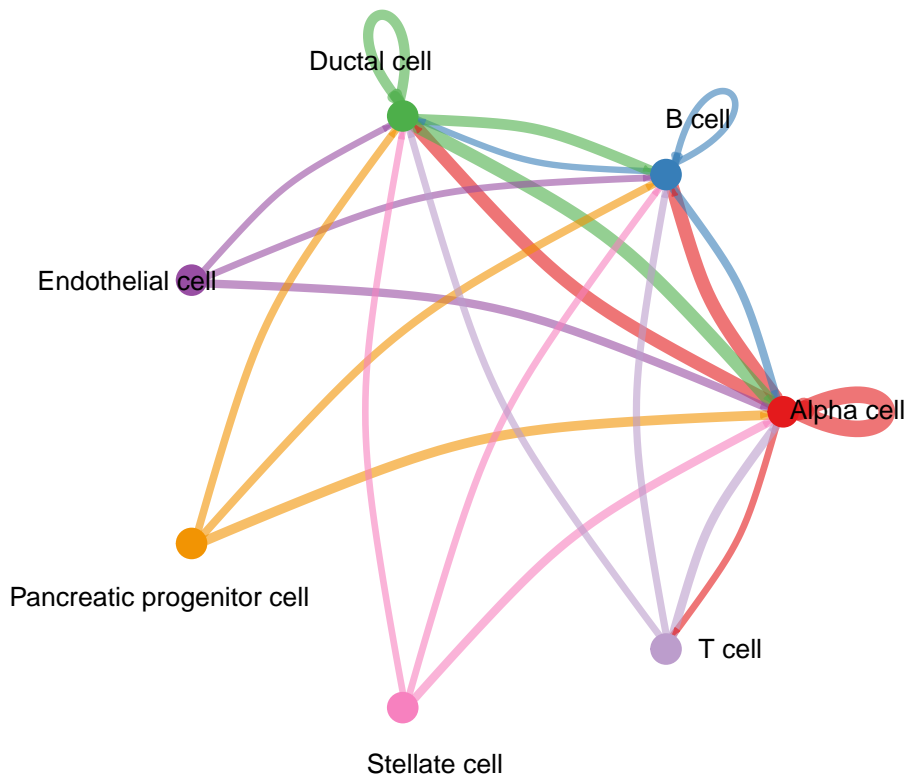 Ductal cell
B cell
Endothelial cell
Alpha cell
Pancreatic progenitor cell
T cell
Stellate cell